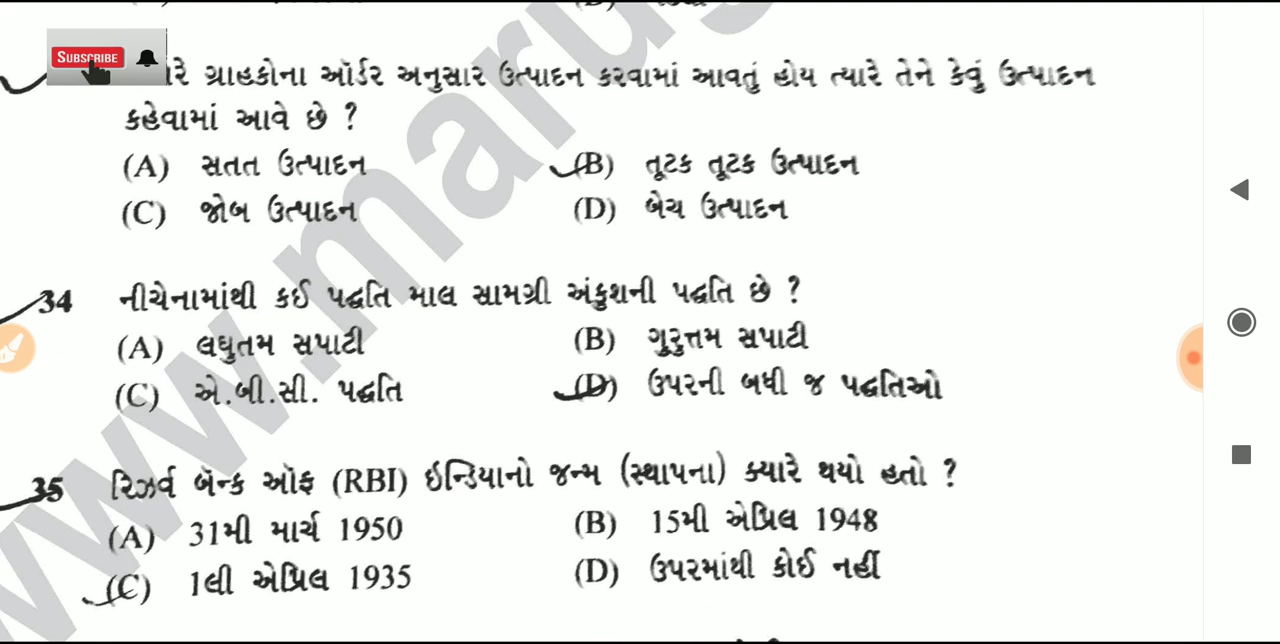 SUBSCRIBE
ગ્રાહકોના ઑર્ડર અનુસાર ઉત્પાદન કરવામાં આવતું હોય ત્યારે તેને કેવું ઉત્પાદન
કહેવામાં આવે છે ?
(A) સતત ઉત્પાદન (B) તૂટક તૂટક ઉત્પાદન
(C) જોબ ઉત્પાદન (D) બેચ ઉત્પાદન
34 નીચેનામાંથી કઈ પદ્ધતિ માલ સામગ્રી અંકુશની પદ્ધતિ છે ?
(A) લઘુતમ સપાટી (B) ગુરુત્તમ સપાટી
(C) એ.બી.સી. પદ્ધતિ (D) ઉપરની બધી જ પદ્ધતિઓ
35 રિઝર્વ બૅન્ક ઑફ (RBI) ઇન્ડિયાનો જન્મ (સ્થાપના) ક્યારે થયો હતો ?
(A) 31મી માર્ચ 1950 (B) 15મી એપ્રિલ 1948
(C) 1લી એપ્રિલ 1935 (D) ઉપરમાંથી કોઈ નહીં
www.maru